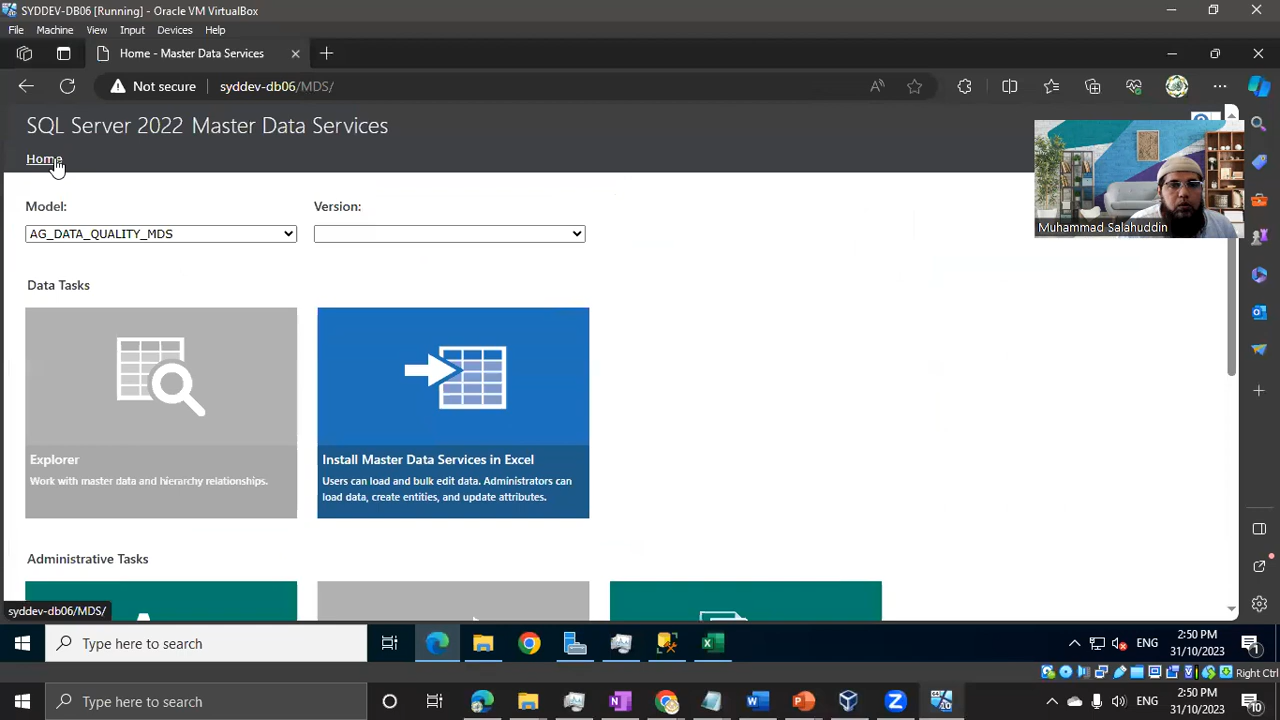 SYDDEV-DB06 [Running] - Oracle VM VirtualBox
File Machine View Input Devices Help
Home - Master Data Services
Not secure syddev-db06/MDS/
SQL Server 2022 Master Data Services
Home
Muhammad Salahuddin
Model: Version:
AG_DATA_QUALITY_MDS
Data Tasks
Explorer
Work with master data and hierarchy relationships.
Install Master Data Services in Excel
Users can load and bulk edit data. Administrators can
load data, create entities, and update attributes.
Administrative Tasks
syddev-db06/MDS/
Type here to search
ENG
2:50 PM
31/10/2023
1
Right Ctrl
Type here to search
ENG
2:50 PM
31/10/2023
10